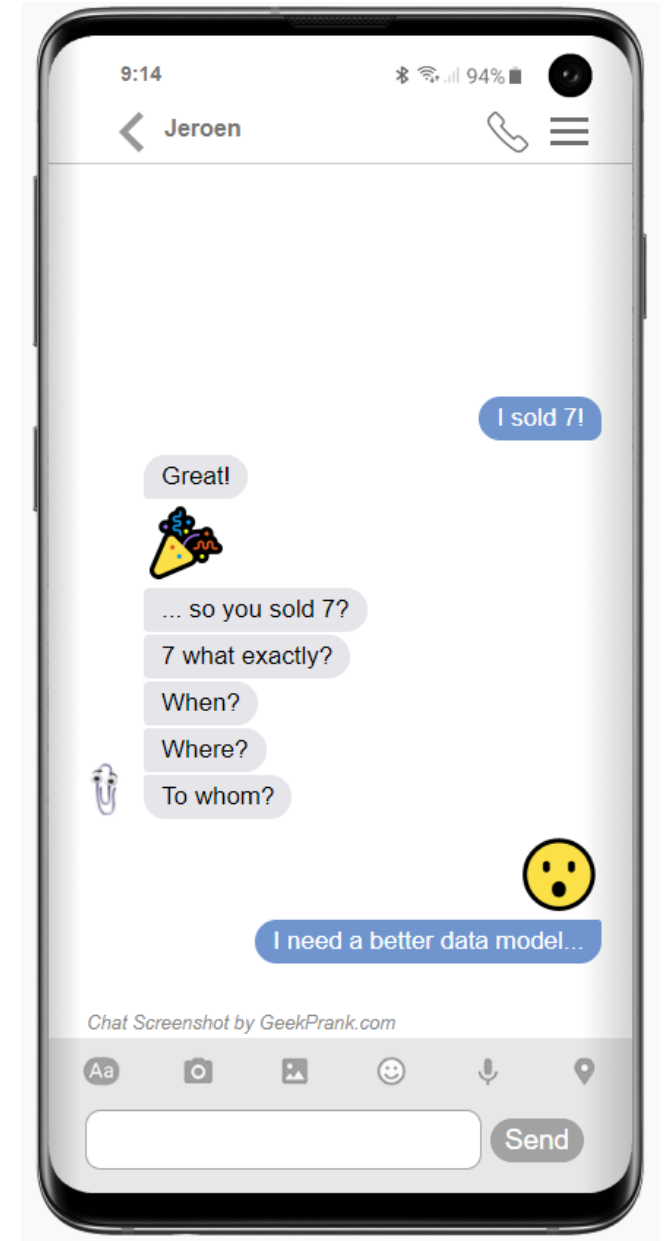 9:14
94%
Jeroen
I sold 7!
Great!
... so you sold 7?
7 what exactly?
When?
Where?
To whom?
I need a better data model...
Chat Screenshot by GeekPrank.com
Aa
Send